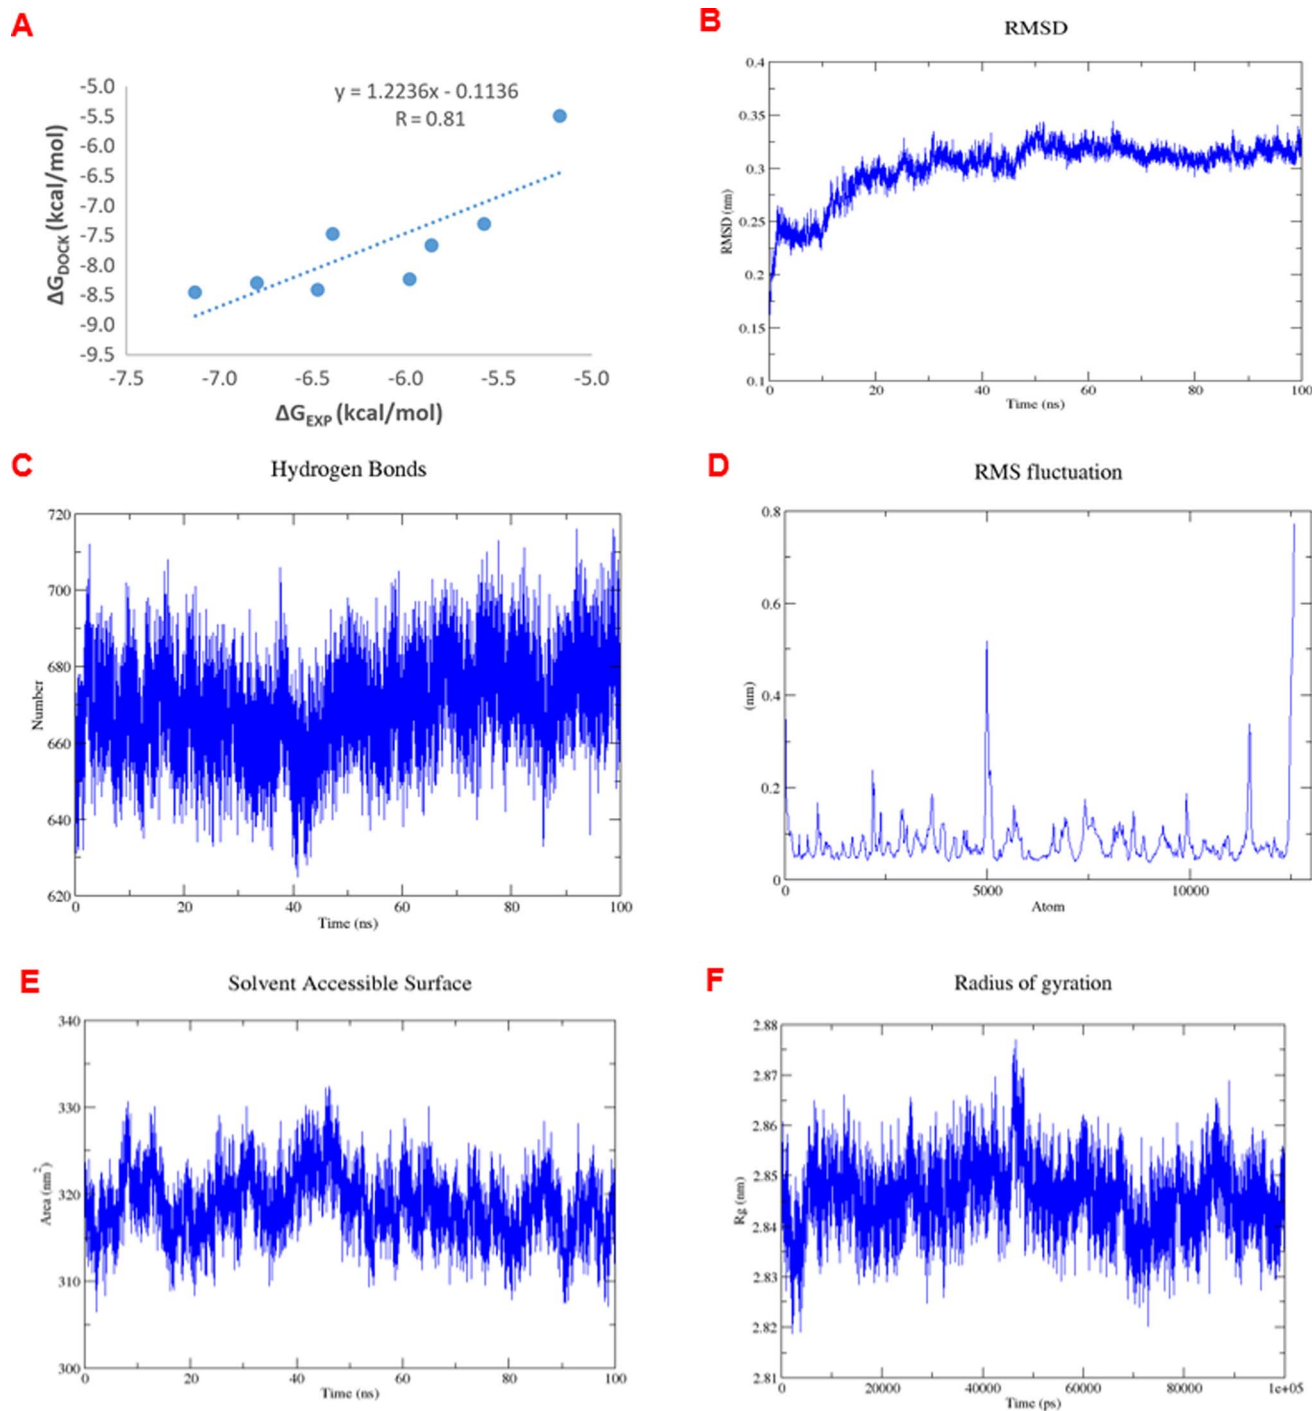 A
y = 1.2236x - 0.1136
R = 0.81
-5.0
-5.5
-6.0
-6.5
-7.0
-7.5
-8.0
-8.5
-9.0
-9.5
-7.5 -7.0 -6.5 -6.0 -5.5 -5.0
ΔG_DOCK (kcal/mol)
ΔG_EXP (kcal/mol)
B
RMSD
0.4
0.35
0.3
0.25
0.2
0.15
0.1
0 20 40 60 80 100
RMSD (nm)
Time (ns)
C
Hydrogen Bonds
720
700
680
660
640
620
0 20 40 60 80 100
Number
Time (ns)
D
RMS fluctuation
0.8
0.6
0.4
0.2
0
0 5000 10000
(nm)
Atom
E
Solvent Accessible Surface
340
330
320
310
300
0 20 40 60 80 100
Area (nm²)
Time (ns)
F
Radius of gyration
2.88
2.87
2.86
2.85
2.84
2.83
2.82
2.81
0 20000 40000 60000 80000 1e+05
Rg (nm)
Time (ps)